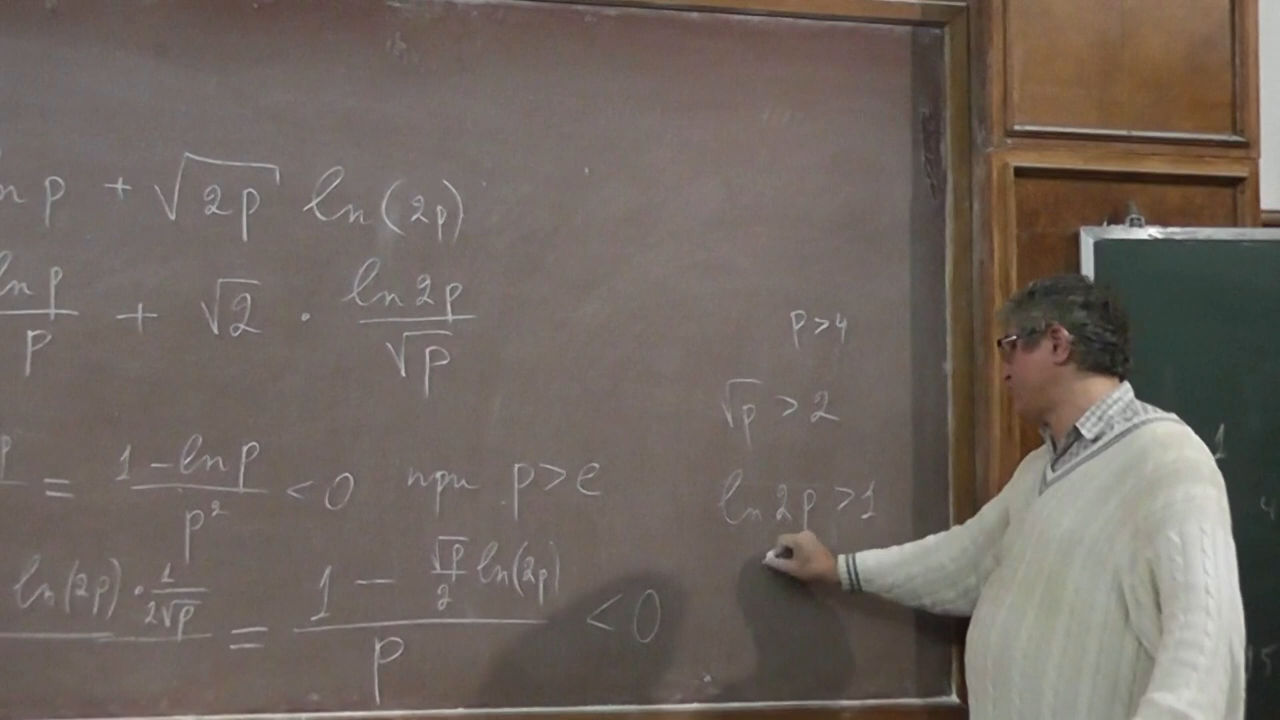 n p + √2p ln(2p)
ln p / p + √2 · ln 2p / √p
p = (1 - ln p) / p² < 0 при p > e
ln(2p) · 1 / 2√p = (1 - √p / 2 ln(2p)) / p < 0
p > 4
√p > 2
ln 2p > 1